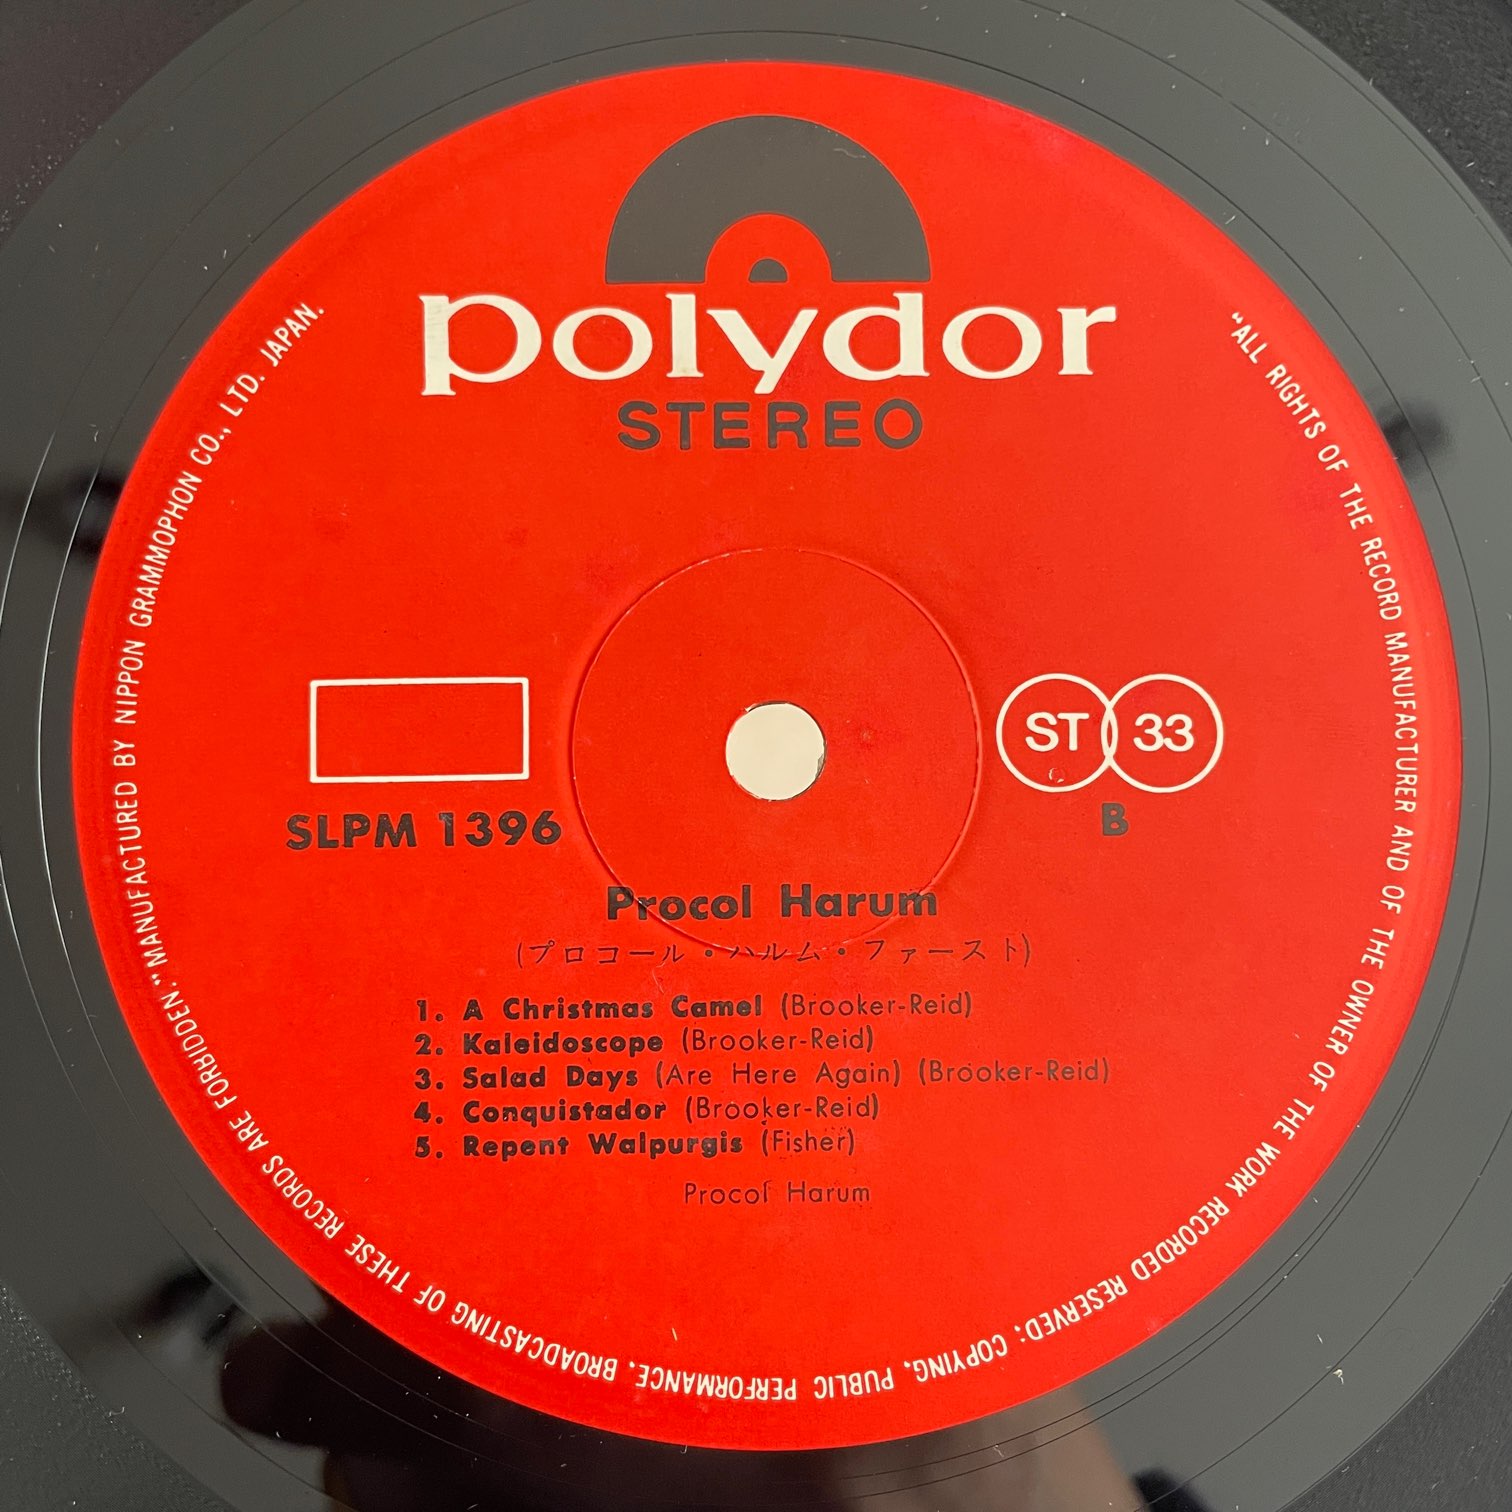 polydor
STEREO
ST 33
SLPM 1396
B
Procol Harum
(プロコール・ハルム・ファースト)
1. A Christmas Camel (Brooker-Reid)
2. Kaleidoscope (Brooker-Reid)
3. Salad Days (Are Here Again) (Brooker-Reid)
4. Conquistador (Brooker-Reid)
5. Repent Walpurgis (Fisher)
Procol Harum
"ALL RIGHTS OF THE RECORD MANUFACTURER AND OF THE OWNER OF THE WORK RECORDED RESERVED; COPYING, PUBLIC PERFORMANCE, BROADCASTING OF THESE RECORDS ARE FORBIDDEN." MANUFACTURED BY NIPPON GRAMMOPHON CO., LTD. JAPAN.